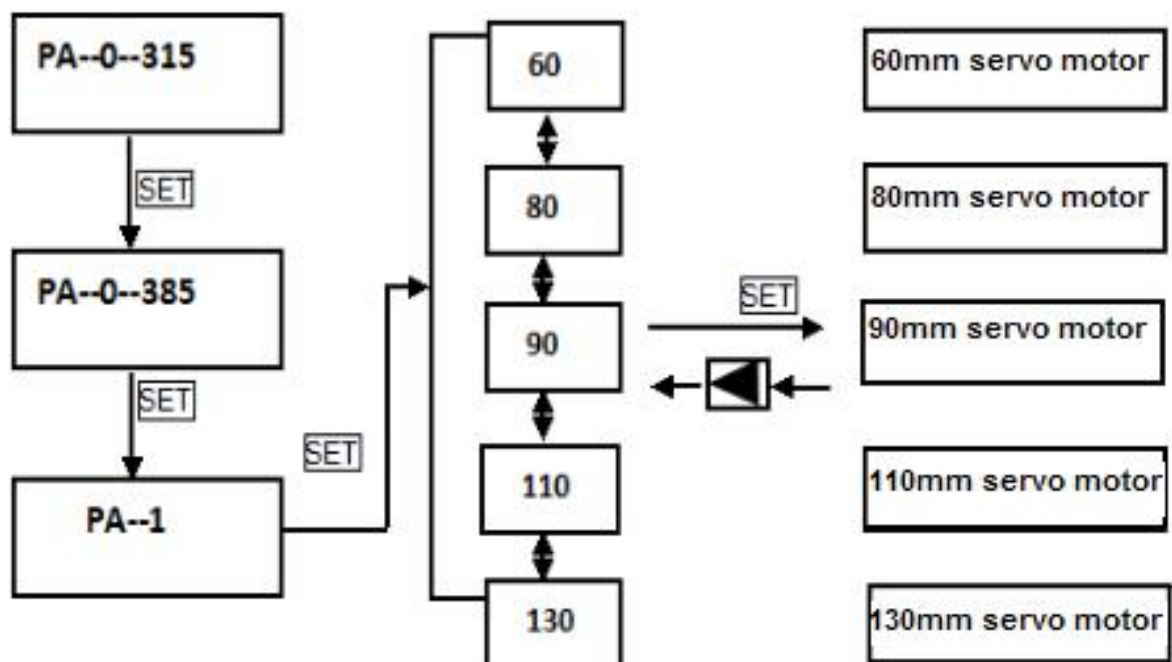 PA--0--315
SET
PA--0--385
SET
PA--1
SET
60
80
90
110
130
SET
60mm servo motor
80mm servo motor
90mm servo motor
110mm servo motor
130mm servo motor